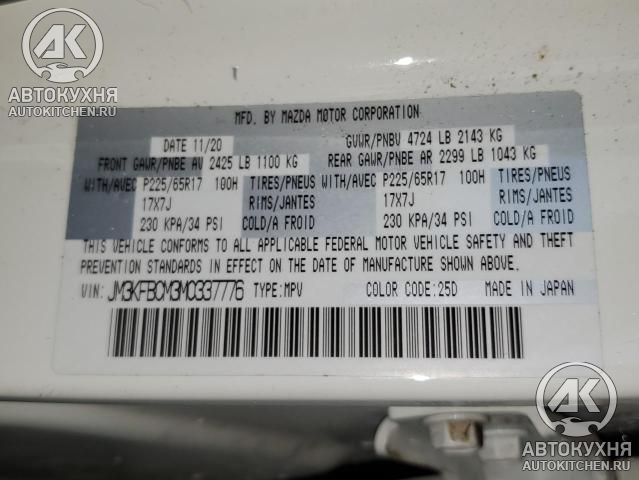 AK
АВТОКУХНЯ
AUTOKITCHEN.RU
MFD. BY MAZDA MOTOR CORPORATION
DATE 11/20 GVWR/PNBV 4724 LB 2143 KG
FRONT GAWR/PNBE AV 2425 LB 1100 KG REAR GAWR/PNBE AR 2299 LB 1043 KG
WITH/AVEC P225/65R17 100H TIRES/PNEUS WITH/AVEC P225/65R17 100H TIRES/PNEUS
17X7J RIMS/JANTES 17X7J RIMS/JANTES
230 KPA/34 PSI COLD/A FROID 230 KPA/34 PSI COLD/A FROID
THIS VEHICLE CONFORMS TO ALL APPLICABLE FEDERAL MOTOR VEHICLE SAFETY AND THEFT
PREVENTION STANDARDS IN EFFECT ON THE DATE OF MANUFACTURE SHOWN ABOVE.
VIN: JM3KFBCM3M0337776 TYPE:MPV COLOR CODE:25D MADE IN JAPAN
AK
АВТОКУХНЯ
AUTOKITCHEN.RU